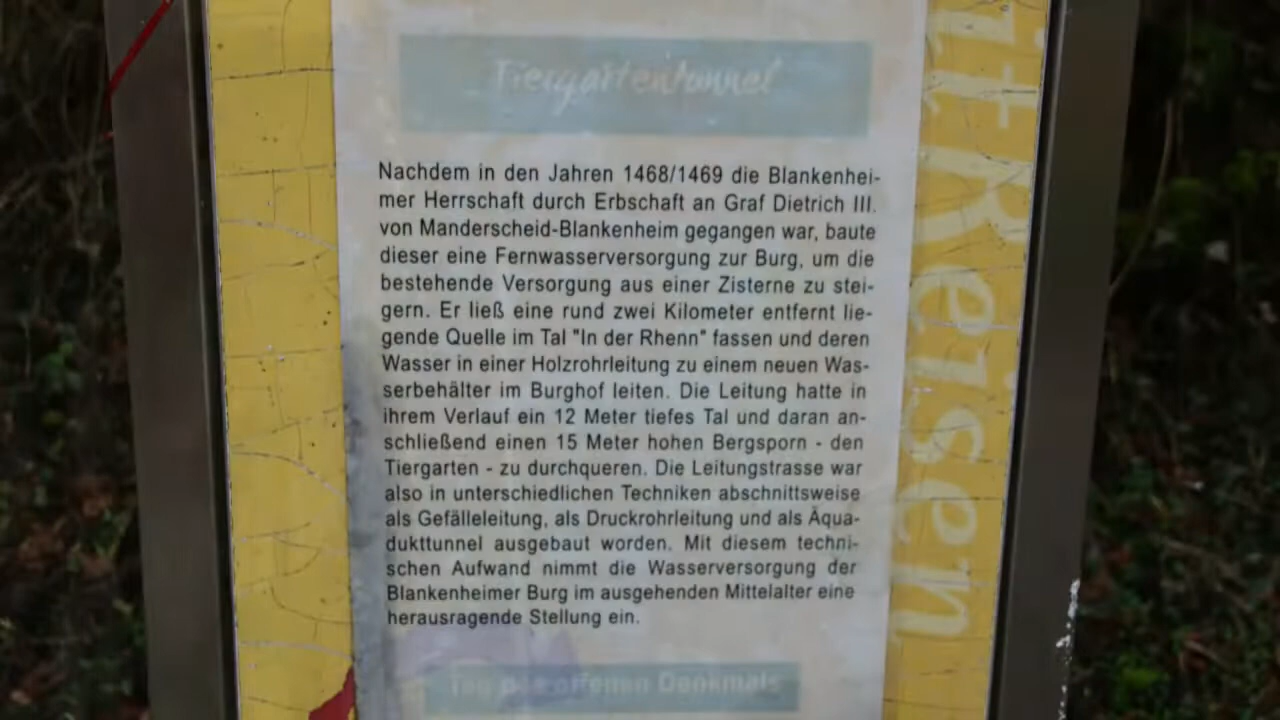 Tiergartentunnel
Nachdem in den Jahren 1468/1469 die Blankenhei-
mer Herrschaft durch Erbschaft an Graf Dietrich III.
von Manderscheid-Blankenheim gegangen war, baute
dieser eine Fernwasserversorgung zur Burg, um die
bestehende Versorgung aus einer Zisterne zu stei-
gern. Er ließ eine rund zwei Kilometer entfernt lie-
gende Quelle im Tal "In der Rhenn" fassen und deren
Wasser in einer Holzrohrleitung zu einem neuen Was-
serbehälter im Burghof leiten. Die Leitung hatte in
ihrem Verlauf ein 12 Meter tiefes Tal und daran an-
schließend einen 15 Meter hohen Bergsporn - den
Tiergarten - zu durchqueren. Die Leitungstrasse war
also in unterschiedlichen Techniken abschnittsweise
als Gefälleleitung, als Druckrohrleitung und als Äqua-
dukttunnel ausgebaut worden. Mit diesem techni-
schen Aufwand nimmt die Wasserversorgung der
Blankenheimer Burg im ausgehenden Mittelalter eine
herausragende Stellung ein.
Tag des offenen Denkmals
Reisen